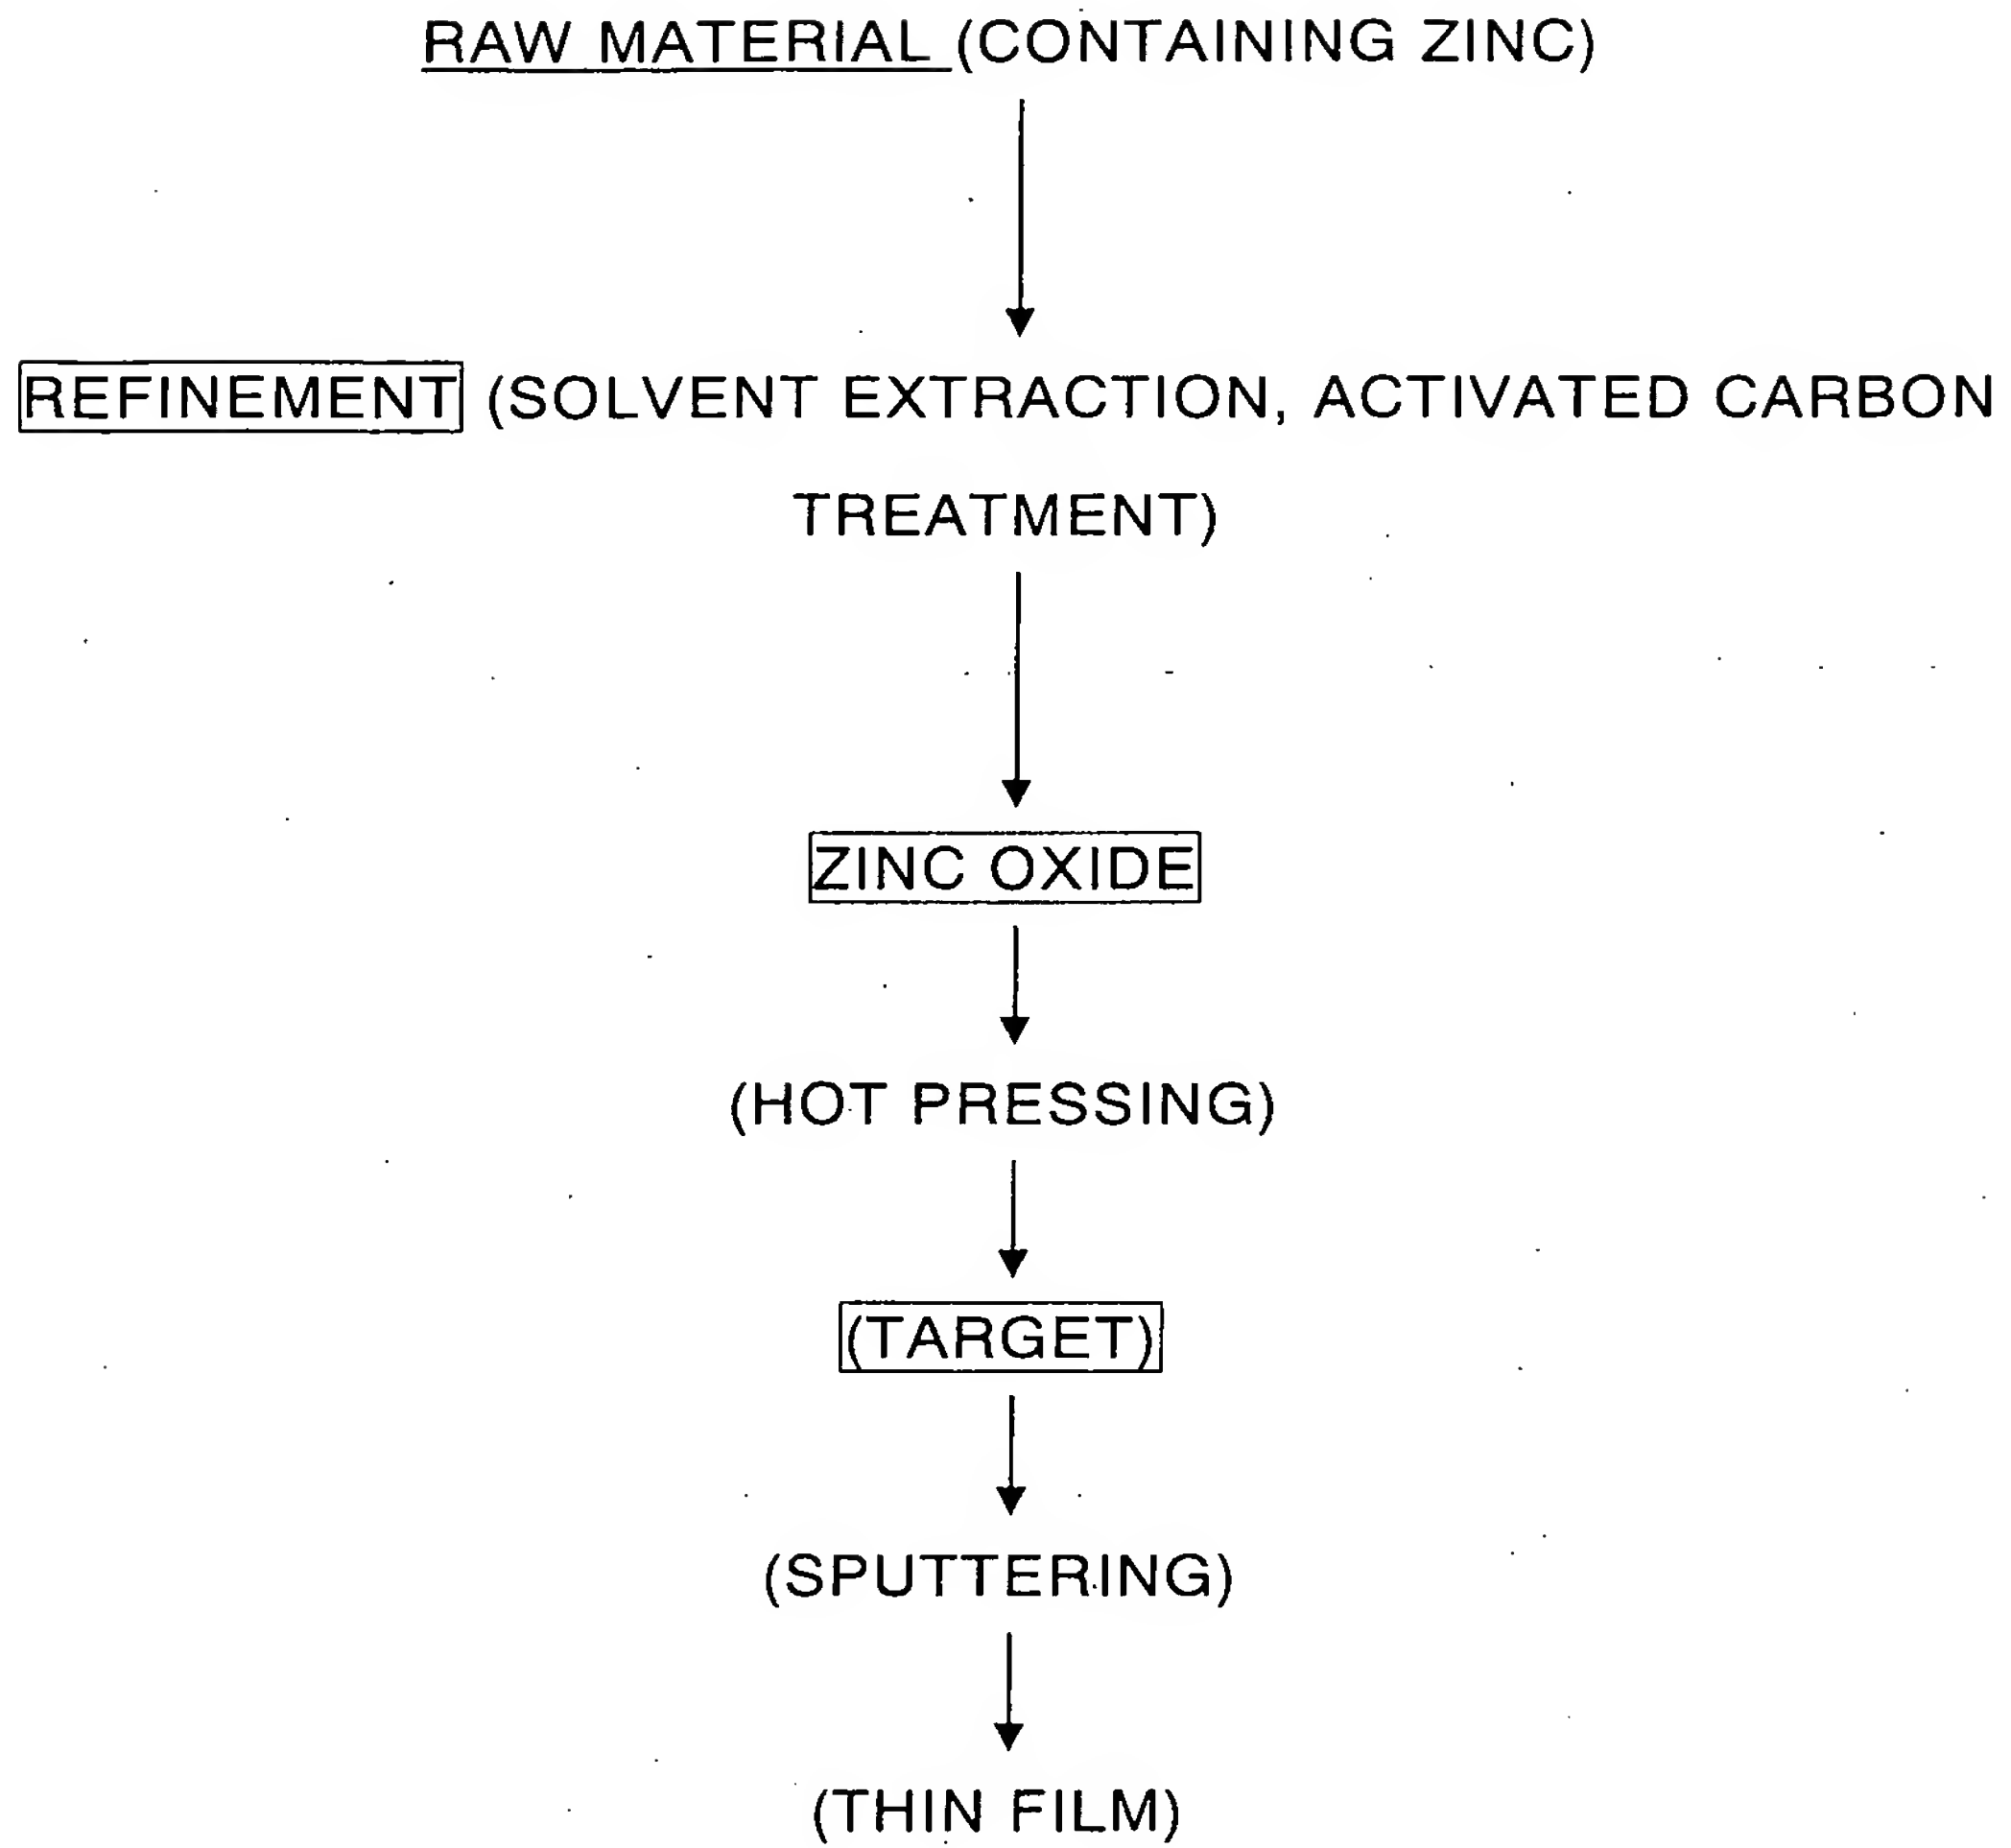 RAW MATERIAL (CONTAINING ZINC)
REFINEMENT (SOLVENT EXTRACTION, ACTIVATED CARBON
TREATMENT)
ZINC OXIDE
(HOT PRESSING)
(TARGET)
(SPUTTERING)
(THIN FILM)